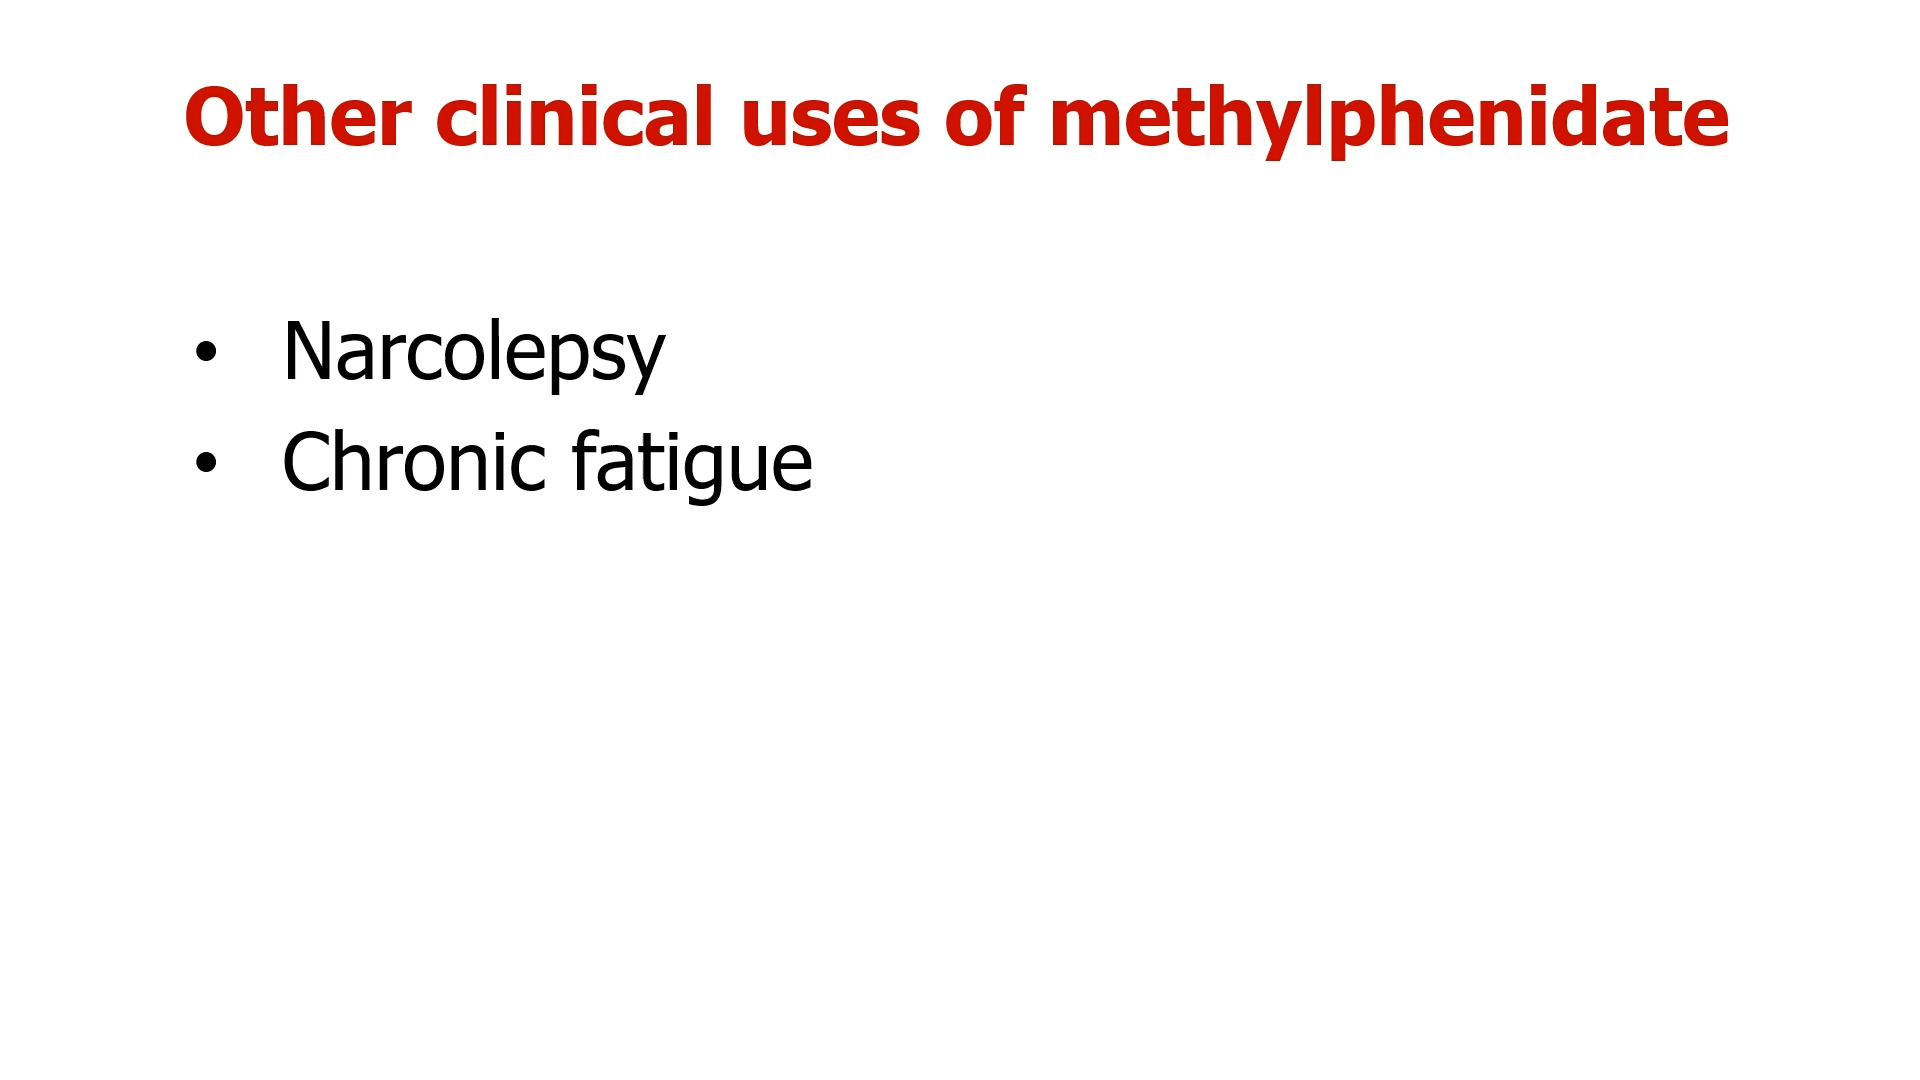 Other clinical uses of methylphenidate
• Narcolepsy
• Chronic fatigue